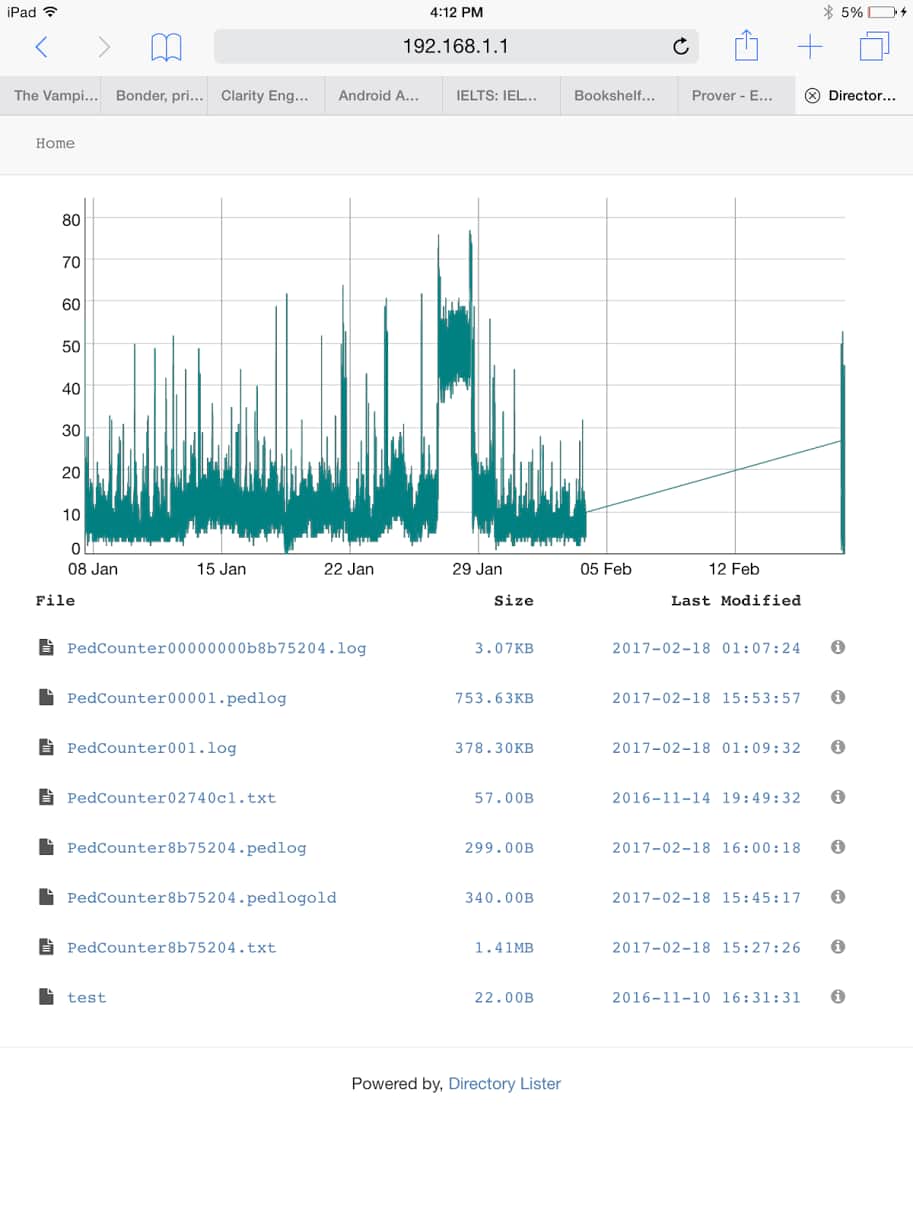 iPad 4:12 PM 5%
192.168.1.1
The Vampi... Bonder, pri... Clarity Eng... Android A... IELTS: IEL... Bookshelf... Prover - E... Director...
Home
80
70
60
50
40
30
20
10
0
08 Jan 15 Jan 22 Jan 29 Jan 05 Feb 12 Feb
File Size Last Modified
PedCounter00000000b8b75204.log 3.07KB 2017-02-18 01:07:24
PedCounter00001.pedlog 753.63KB 2017-02-18 15:53:57
PedCounter001.log 378.30KB 2017-02-18 01:09:32
PedCounter02740c1.txt 57.00B 2016-11-14 19:49:32
PedCounter8b75204.pedlog 299.00B 2017-02-18 16:00:18
PedCounter8b75204.pedlogold 340.00B 2017-02-18 15:45:17
PedCounter8b75204.txt 1.41MB 2017-02-18 15:27:26
test 22.00B 2016-11-10 16:31:31
Powered by, Directory Lister